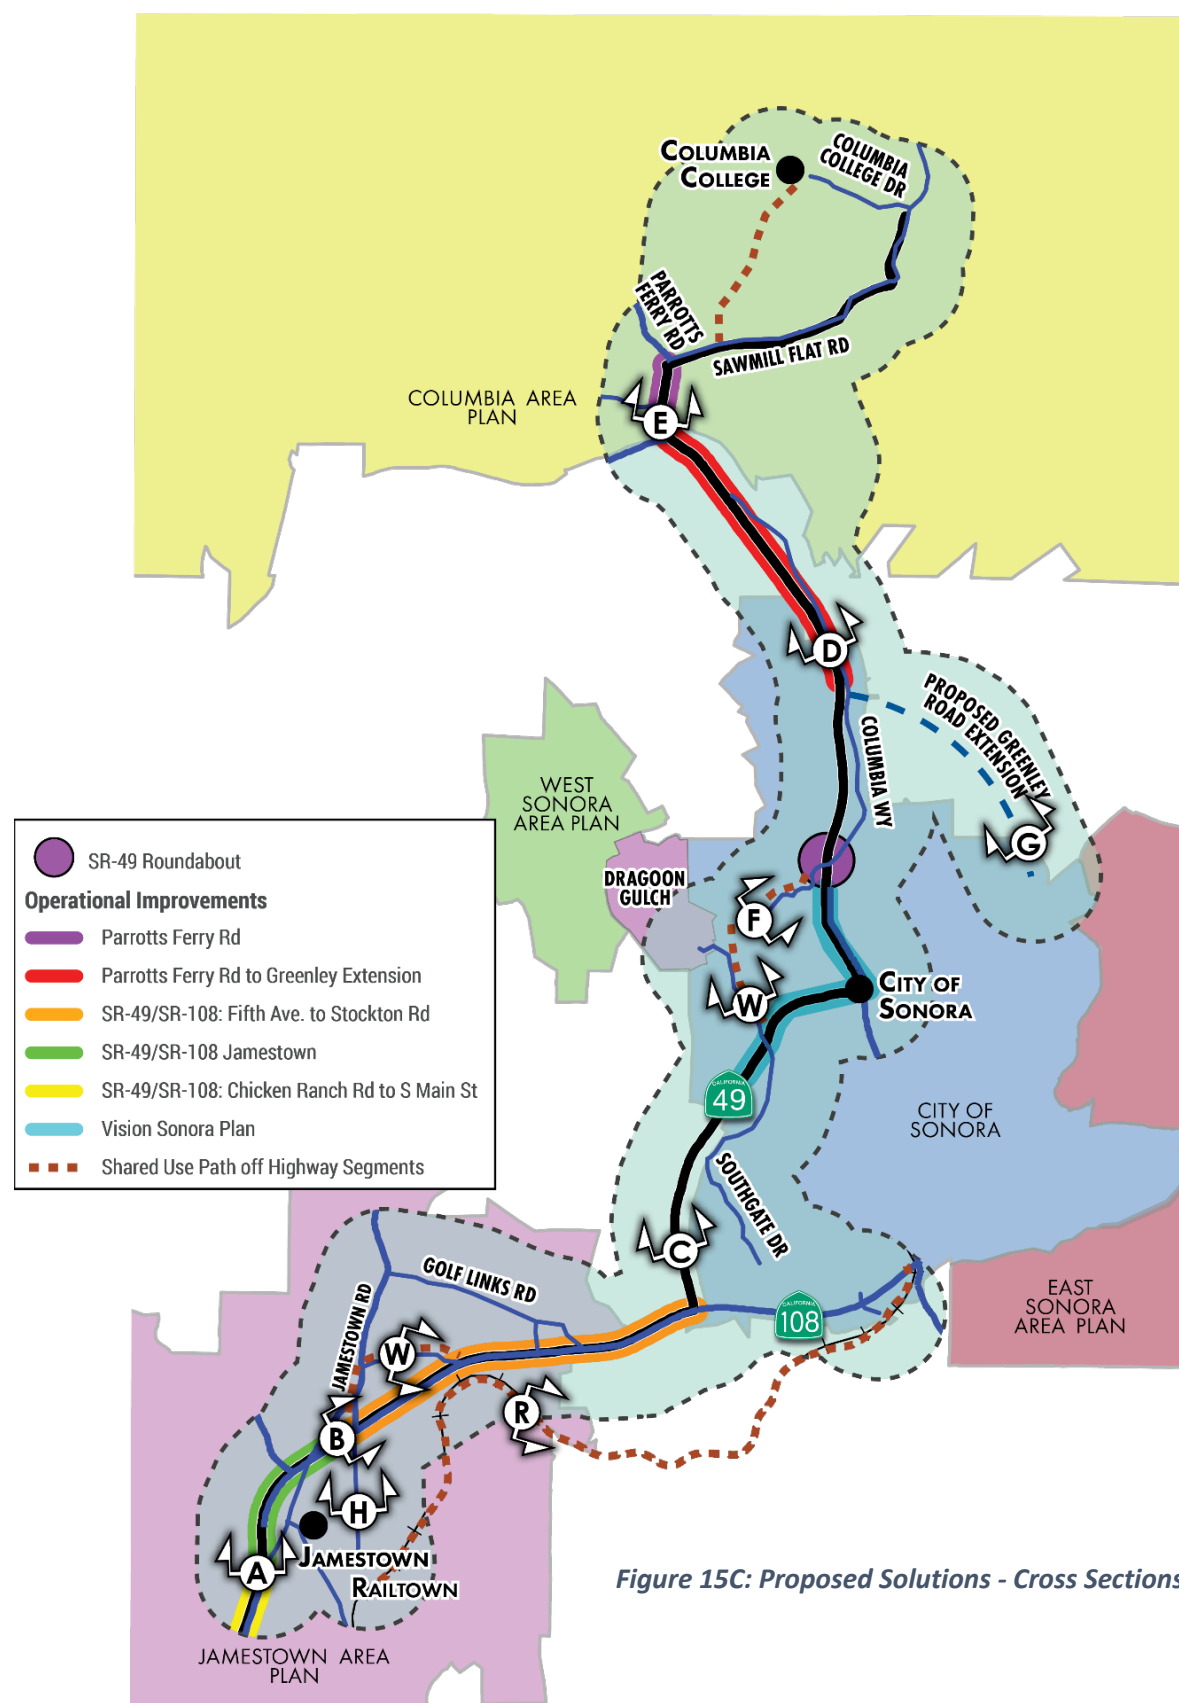 COLUMBIA
COLLEGE
COLUMBIA
COLLEGE DR
PARROTTS
FERRY RD
SAWMILL FLAT RD
COLUMBIA AREA
PLAN
E
D
PROPOSED GREENLEY
ROAD EXTENSION
COLUMBIA WY
WEST
SONORA
AREA PLAN
G
DRAGOON
GULCH
F
W
CITY OF
SONORA
CALIFORNIA
49
CITY OF
SONORA
SR-49 Roundabout
Operational Improvements
Parrotts Ferry Rd
Parrotts Ferry Rd to Greenley Extension
SR-49/SR-108: Fifth Ave. to Stockton Rd
SR-49/SR-108 Jamestown
SR-49/SR-108: Chicken Ranch Rd to S Main St
Vision Sonora Plan
Shared Use Path off Highway Segments
SOUTHGATE DR
C
GOLF LINKS RD
CALIFORNIA
108
EAST
SONORA
AREA PLAN
JAMESTOWN RD
W
R
B
H
A
JAMESTOWN
RAILTOWN
JAMESTOWN AREA
PLAN
Figure 15C: Proposed Solutions - Cross Sections